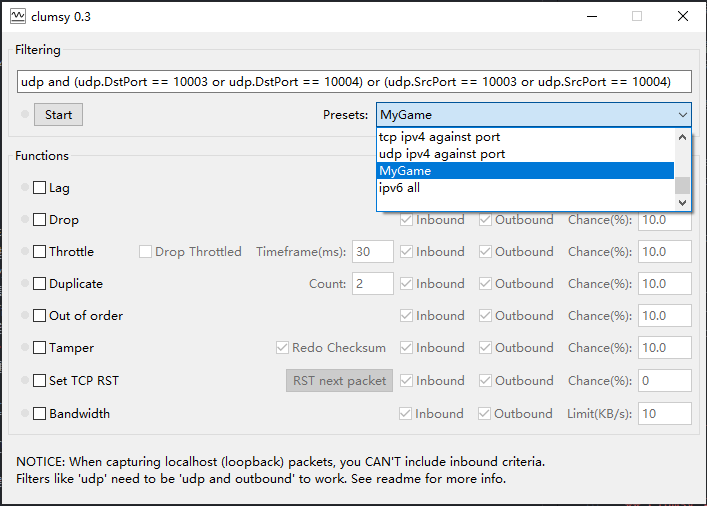 clumsy 0.3
Filtering
udp and (udp.DstPort == 10003 or udp.DstPort == 10004) or (udp.SrcPort == 10003 or udp.SrcPort == 10004)
Start Presets: MyGame
tcp ipv4 against port
udp ipv4 against port
MyGame
ipv6 all
Functions
Lag
Drop Inbound Outbound Chance(%): 10.0
Throttle Drop Throttled Timeframe(ms): 30 Inbound Outbound Chance(%): 10.0
Duplicate Count: 2 Inbound Outbound Chance(%): 10.0
Out of order Inbound Outbound Chance(%): 10.0
Tamper Redo Checksum Inbound Outbound Chance(%): 10.0
Set TCP RST RST next packet Inbound Outbound Chance(%): 0
Bandwidth Inbound Outbound Limit(KB/s): 10
NOTICE: When capturing localhost (loopback) packets, you CAN'T include inbound criteria.
Filters like 'udp' need to be 'udp and outbound' to work. See readme for more info.